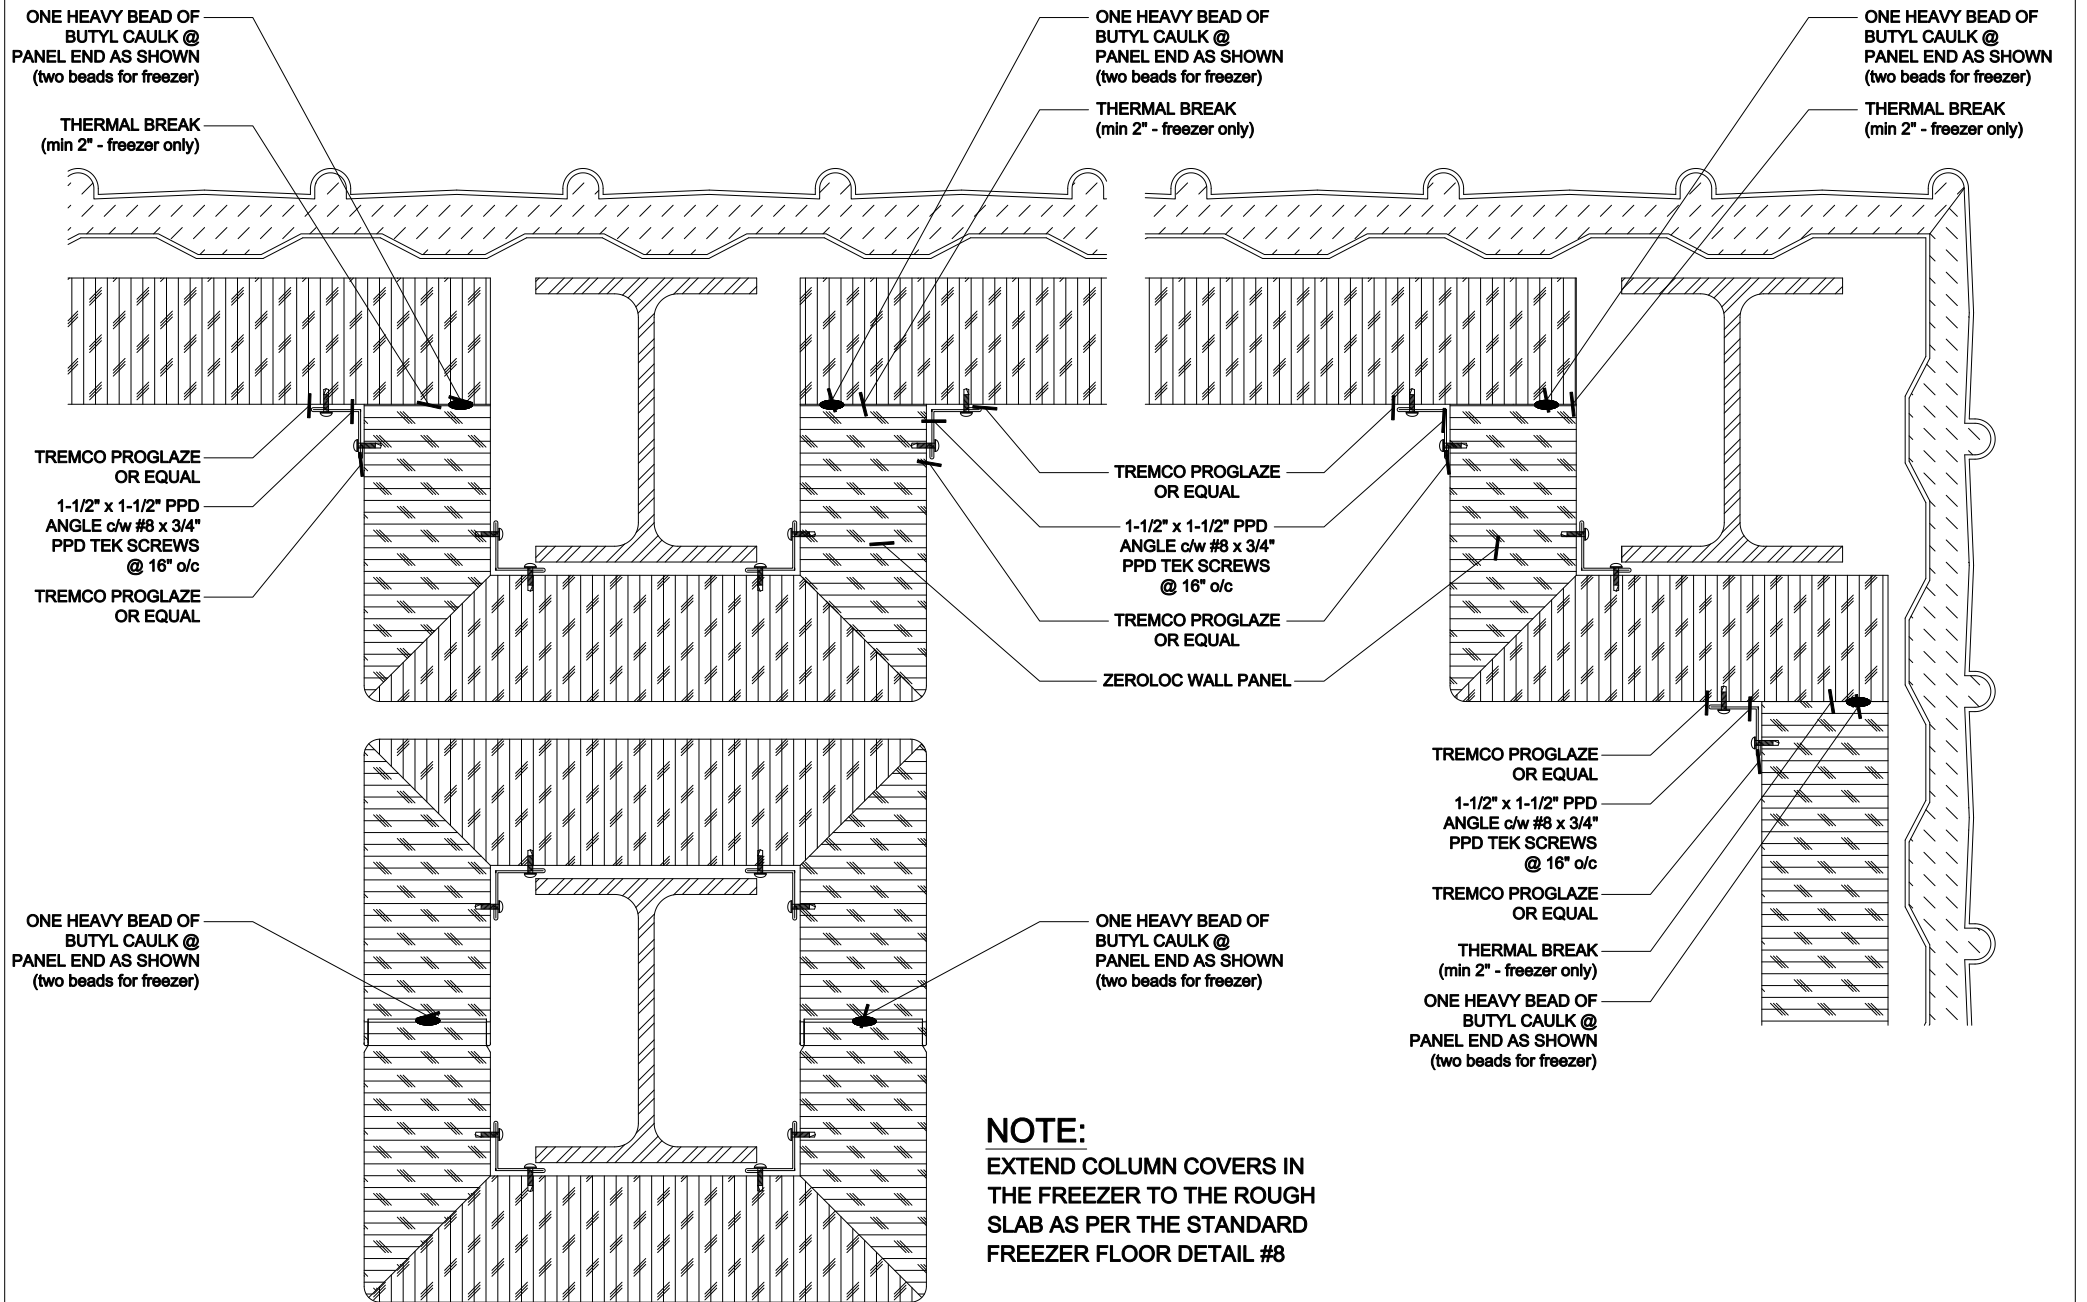 ONE HEAVY BEAD OF
BUTYL CAULK @
PANEL END AS SHOWN
(two beads for freezer)
THERMAL BREAK
(min 2" - freezer only)
ONE HEAVY BEAD OF
BUTYL CAULK @
PANEL END AS SHOWN
(two beads for freezer)
THERMAL BREAK
(min 2" - freezer only)
ONE HEAVY BEAD OF
BUTYL CAULK @
PANEL END AS SHOWN
(two beads for freezer)
THERMAL BREAK
(min 2" - freezer only)
TREMCO PROGLAZE
OR EQUAL
1-1/2" x 1-1/2" PPD
ANGLE c/w #8 x 3/4"
PPD TEK SCREWS
@ 16" o/c
TREMCO PROGLAZE
OR EQUAL
TREMCO PROGLAZE
OR EQUAL
1-1/2" x 1-1/2" PPD
ANGLE c/w #8 x 3/4"
PPD TEK SCREWS
@ 16" o/c
TREMCO PROGLAZE
OR EQUAL
ZEROLOC WALL PANEL
TREMCO PROGLAZE
OR EQUAL
1-1/2" x 1-1/2" PPD
ANGLE c/w #8 x 3/4"
PPD TEK SCREWS
@ 16" o/c
TREMCO PROGLAZE
OR EQUAL
THERMAL BREAK
(min 2" - freezer only)
ONE HEAVY BEAD OF
BUTYL CAULK @
PANEL END AS SHOWN
(two beads for freezer)
ONE HEAVY BEAD OF
BUTYL CAULK @
PANEL END AS SHOWN
(two beads for freezer)
ONE HEAVY BEAD OF
BUTYL CAULK @
PANEL END AS SHOWN
(two beads for freezer)
NOTE:
EXTEND COLUMN COVERS IN
THE FREEZER TO THE ROUGH
SLAB AS PER THE STANDARD
FREEZER FLOOR DETAIL #8